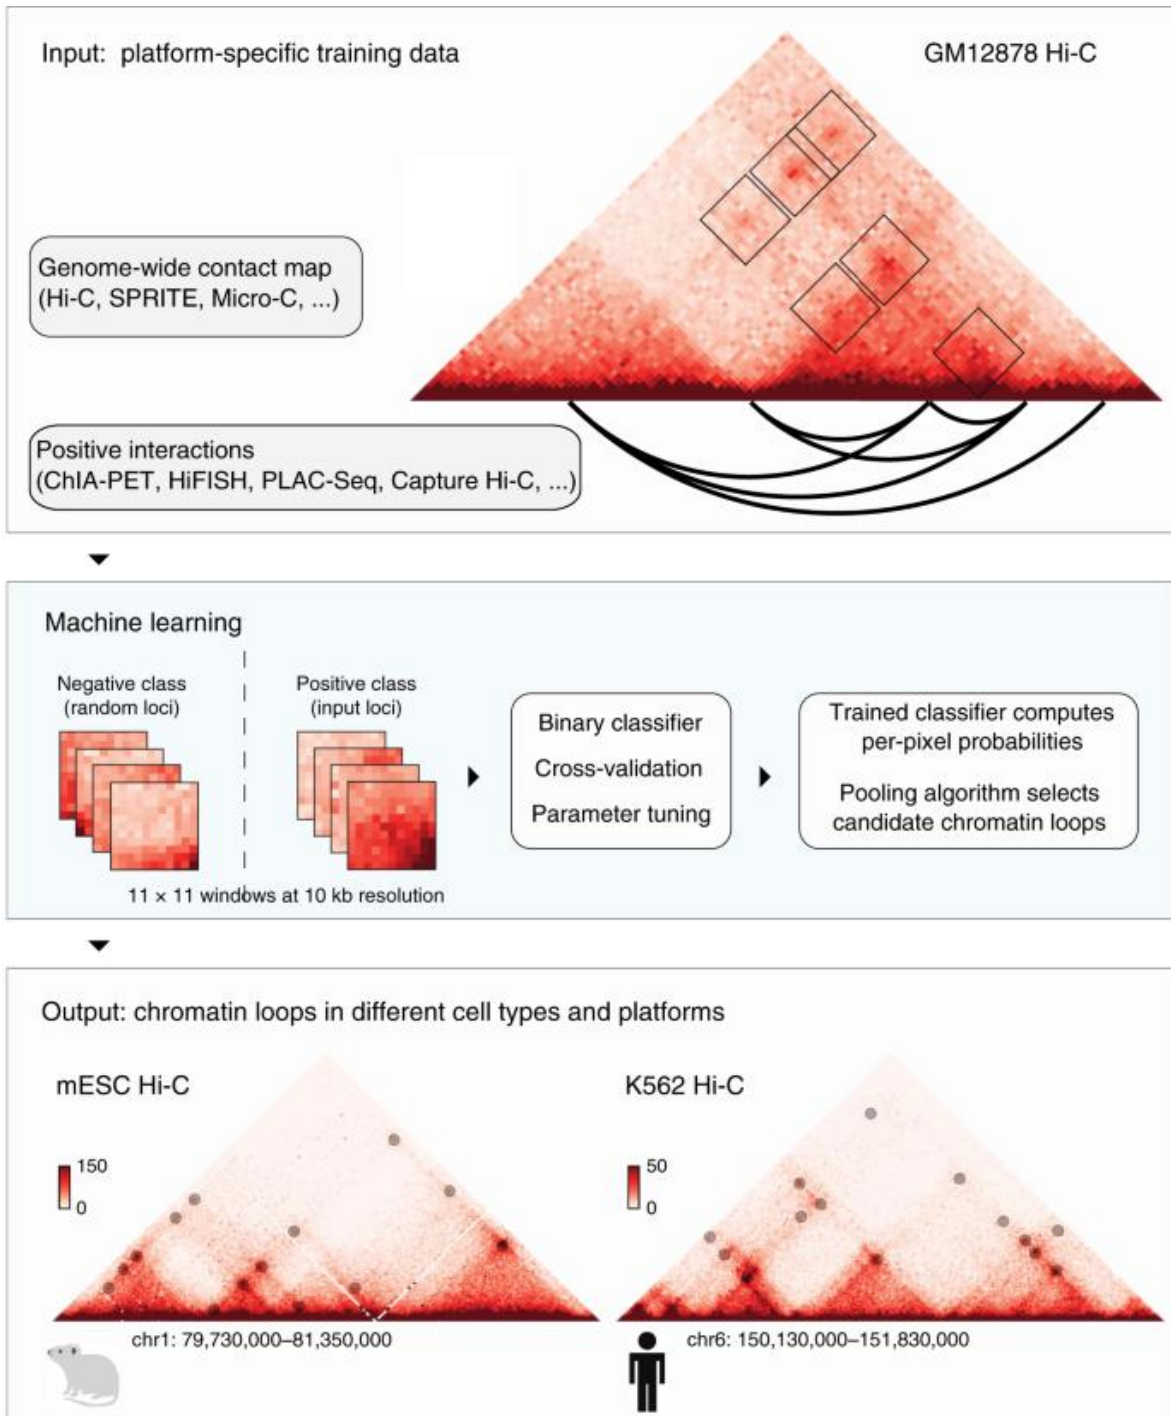 Input: platform-specific training data
GM12878 Hi-C
Genome-wide contact map
(Hi-C, SPRITE, Micro-C, ...)
Positive interactions
(ChIA-PET, HiFISH, PLAC-Seq, Capture Hi-C, ...)
Machine learning
Negative class
(random loci)
Positive class
(input loci)
11 × 11 windows at 10 kb resolution
Binary classifier
Cross-validation
Parameter tuning
Trained classifier computes
per-pixel probabilities
Pooling algorithm selects
candidate chromatin loops
Output: chromatin loops in different cell types and platforms
mESC Hi-C
150
0
chr1: 79,730,000–81,350,000
K562 Hi-C
50
0
chr6: 150,130,000–151,830,000